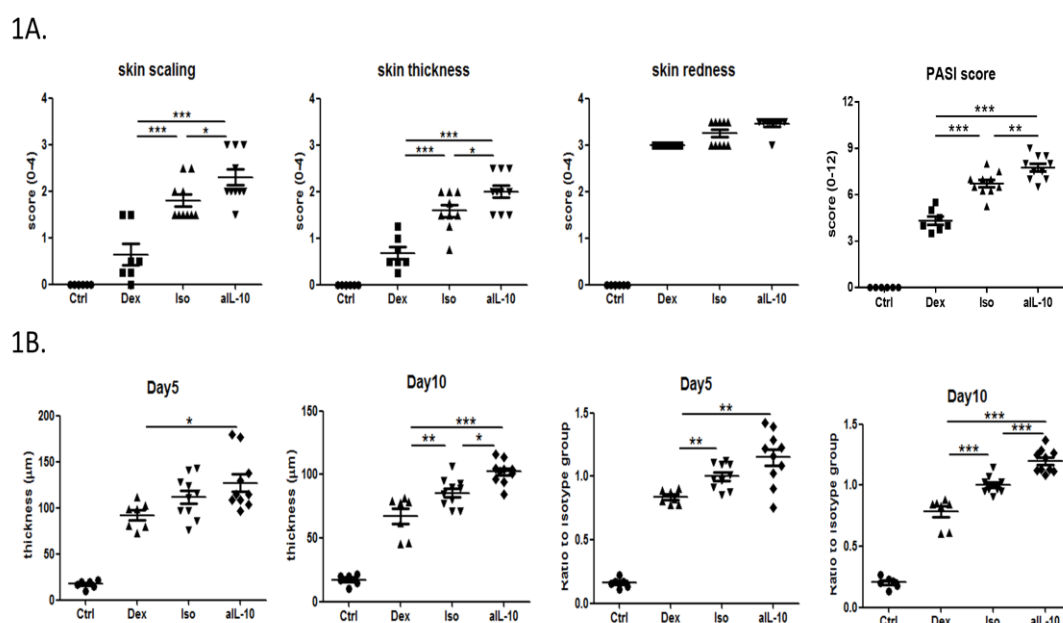 1A.
skin scaling
***
***
*
score (0-4)
4
3
2
1
0
Ctrl Dex Iso aIL-10
skin thickness
***
***
*
score (0-4)
4
3
2
1
0
Ctrl Dex Iso aIL-10
skin redness
score (0-4)
4
3
2
1
0
Ctrl Dex Iso aIL-10
PASI score
***
***
**
score (0-12)
12
9
6
3
0
Ctrl Dex Iso aIL-10
1B.
Day5
*
thickness (µm)
200
150
100
50
0
Ctrl Dex Iso aIL-10
Day10
***
**
*
thickness (µm)
150
100
50
0
Ctrl Dex Iso aIL-10
Day5
**
**
Ratio to isotype group
1.5
1.0
0.5
0.0
Ctrl Dex Iso aIL-10
Day10
***
***
***
Ratio to isotype group
1.5
1.0
0.5
0.0
Ctrl Dex Iso aIL-10